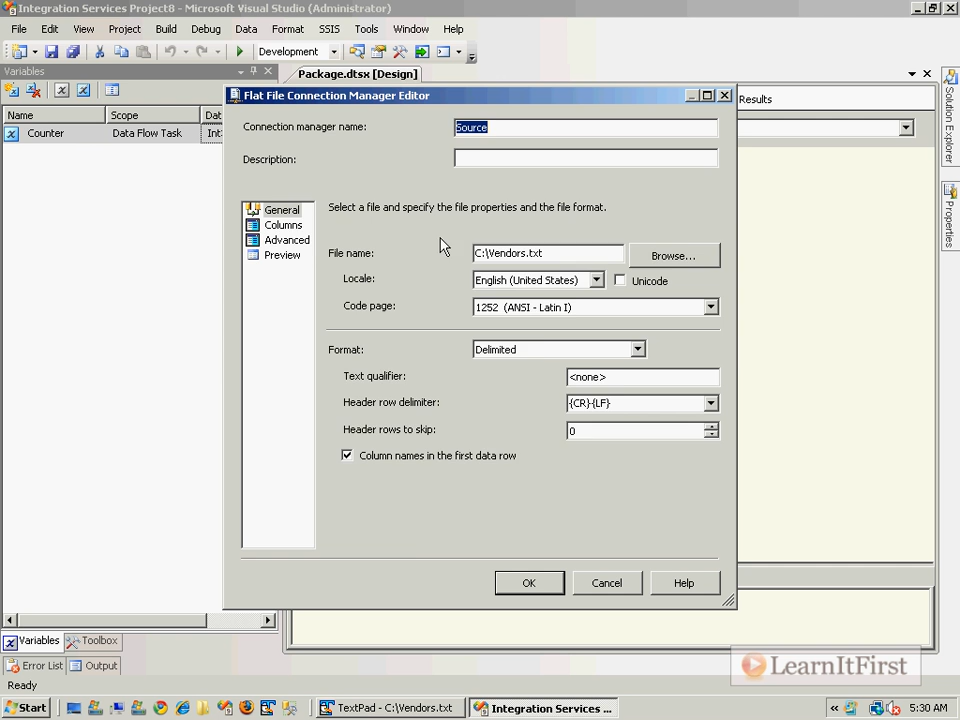 Integration Services Project8 - Microsoft Visual Studio (Administrator)
File Edit View Project Build Debug Data Format SSIS Tools Window Help
Development
Variables
Package.dtsx [Design]
Name Scope Dat
Counter Data Flow Task Int
Results
Solution Explorer
Properties
Flat File Connection Manager Editor
Connection manager name: Source
Description:
General
Columns
Advanced
Preview
Select a file and specify the file properties and the file format.
File name: C:\Vendors.txt Browse...
Locale: English (United States) Unicode
Code page: 1252 (ANSI - Latin I)
Format: Delimited
Text qualifier: <none>
Header row delimiter: {CR}{LF}
Header rows to skip: 0
Column names in the first data row
OK Cancel Help
Variables Toolbox
Error List Output
Ready
LearnItFirst
Start TextPad - C:\Vendors.txt Integration Services ... « 5:30 AM